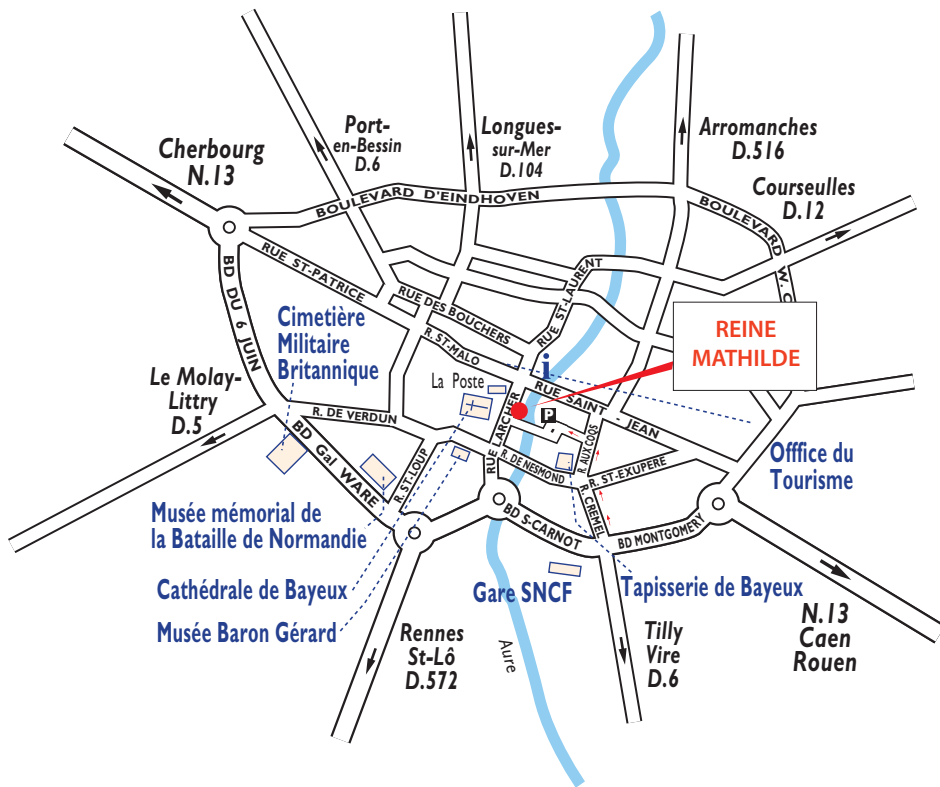 Cherbourg
N.13
Port-
en-Bessin
D.6
Longues-
sur-Mer
D.104
Arromanches
D.516
Courseulles
D.12
BOULEVARD D'EINDHOVEN
BOULEVARD W. C
RUE ST-PATRICE
BD DU 6 JUIN
RUE DES BOUCHERS
RUE ST-LAURENT
R. ST-MALO
Cimetière
Militaire
Britannique
REINE
MATHILDE
i
Le Molay-
Littry
D.5
La Poste
RUE SAINT-JEAN
P
R. DE VERDUN
RUE LARCHER
R. AUX COQS
BD Gal WARE
R. ST-LOUP
R. DE NESMOND
R. ST-EXUPERE
Offfice du
Tourisme
R. CREMEL
BD S-CARNOT
BD MONTGOMERY
Musée mémorial de
la Bataille de Normandie
Cathédrale de Bayeux
Gare SNCF
Tapisserie de Bayeux
Musée Baron Gérard
Rennes
St-Lô
D.572
Aure
Tilly
Vire
D.6
N.13
Caen
Rouen